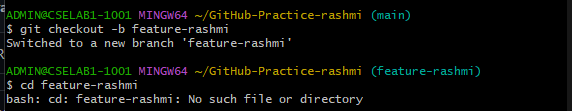 ADMIN@CSELAB1-1001 MINGW64 ~/GitHub-Practice-rashmi (main)
$ git checkout -b feature-rashmi
Switched to a new branch 'feature-rashmi'
ADMIN@CSELAB1-1001 MINGW64 ~/GitHub-Practice-rashmi (feature-rashmi)
$ cd feature-rashmi
bash: cd: feature-rashmi: No such file or directory